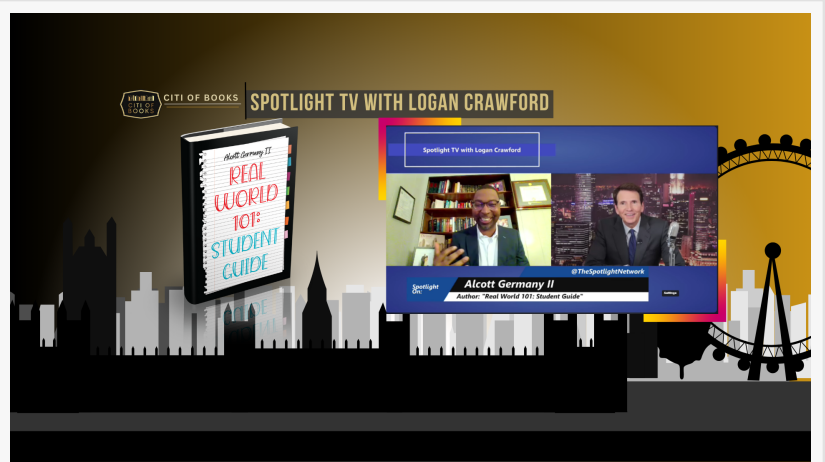 CITI OF
BOOKS
CITI OF BOOKS
SPOTLIGHT TV WITH LOGAN CRAWFORD
Alcott Germany II
REAL
WORLD
101:
STUDENT
GUIDE
Spotlight TV with Logan Crawford
@TheSpotlightNetwork
Spotlight
On:
Alcott Germany II
Author: "Real World 101: Student Guide"